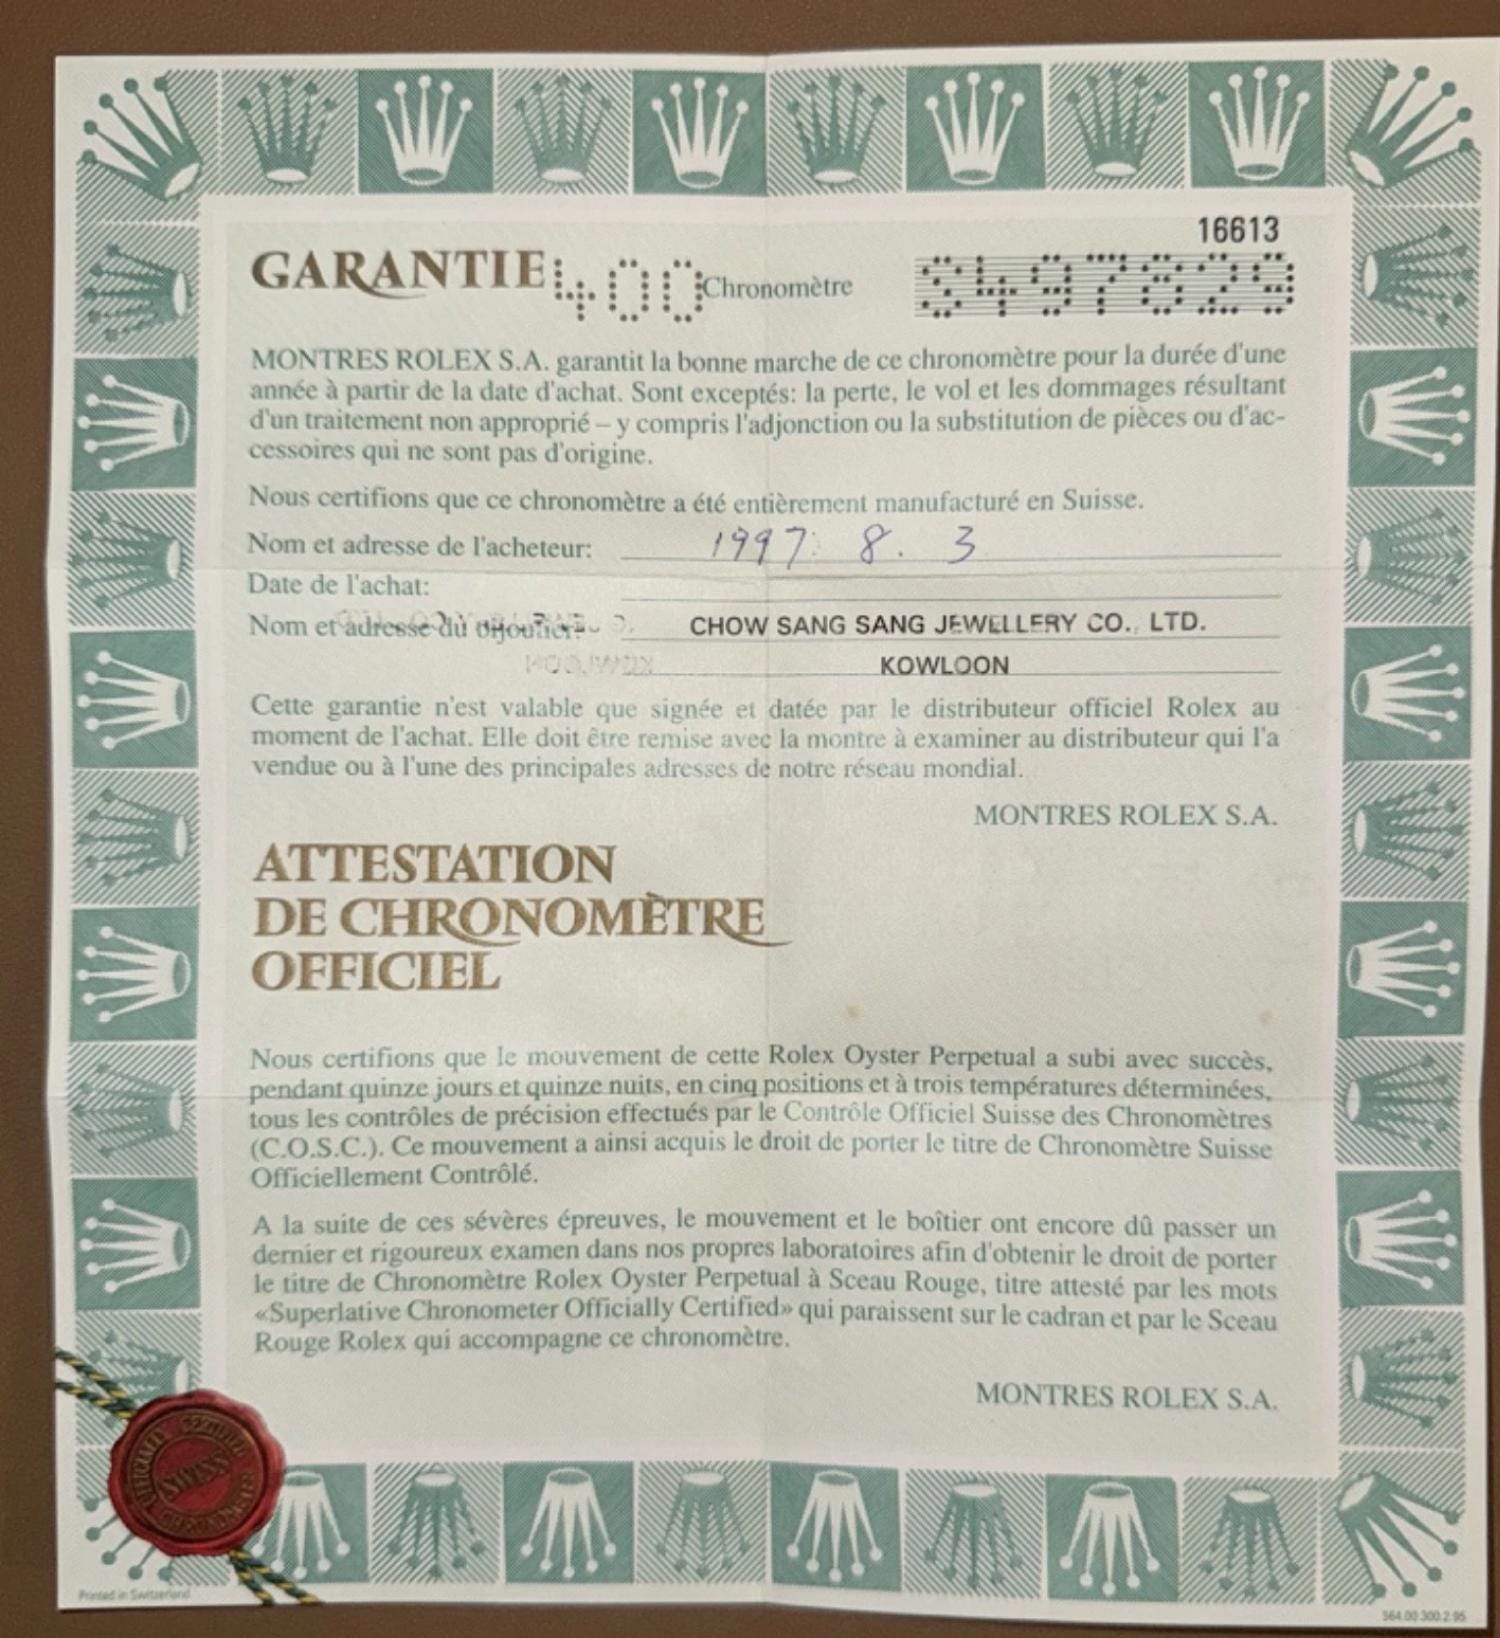 16613
GARANTIE 400 Chronomètre S497829
MONTRES ROLEX S.A. garantit la bonne marche de ce chronomètre pour la durée d'une
année à partir de la date d'achat. Sont exceptés: la perte, le vol et les dommages résultant
d'un traitement non approprié – y compris l'adjonction ou la substitution de pièces ou d'ac-
cessoires qui ne sont pas d'origine.
Nous certifions que ce chronomètre a été entièrement manufacturé en Suisse.
Nom et adresse de l'acheteur: 1997. 8. 3
Date de l'achat:
Nom et adresse du bijoutier: CHOW SANG SANG JEWELLERY CO., LTD.
KOWLOON
Cette garantie n'est valable que signée et datée par le distributeur officiel Rolex au
moment de l'achat. Elle doit être remise avec la montre à examiner au distributeur qui l'a
vendue ou à l'une des principales adresses de notre réseau mondial.
MONTRES ROLEX S.A.
ATTESTATION
DE CHRONOMÈTRE
OFFICIEL
Nous certifions que le mouvement de cette Rolex Oyster Perpetual a subi avec succès,
pendant quinze jours et quinze nuits, en cinq positions et à trois températures déterminées,
tous les contrôles de précision effectués par le Contrôle Officiel Suisse des Chronomètres
(C.O.S.C.). Ce mouvement a ainsi acquis le droit de porter le titre de Chronomètre Suisse
Officiellement Contrôlé.
A la suite de ces sévères épreuves, le mouvement et le boîtier ont encore dû passer un
dernier et rigoureux examen dans nos propres laboratoires afin d'obtenir le droit de porter
le titre de Chronomètre Rolex Oyster Perpetual à Sceau Rouge, titre attesté par les mots
«Superlative Chronometer Officially Certified» qui paraissent sur le cadran et par le Sceau
Rouge Rolex qui accompagne ce chronomètre.
MONTRES ROLEX S.A.
OFFICIALLY CERTIFIED
SWISS
CHRONOMETER
Printed in Switzerland
564.00.300.2.95